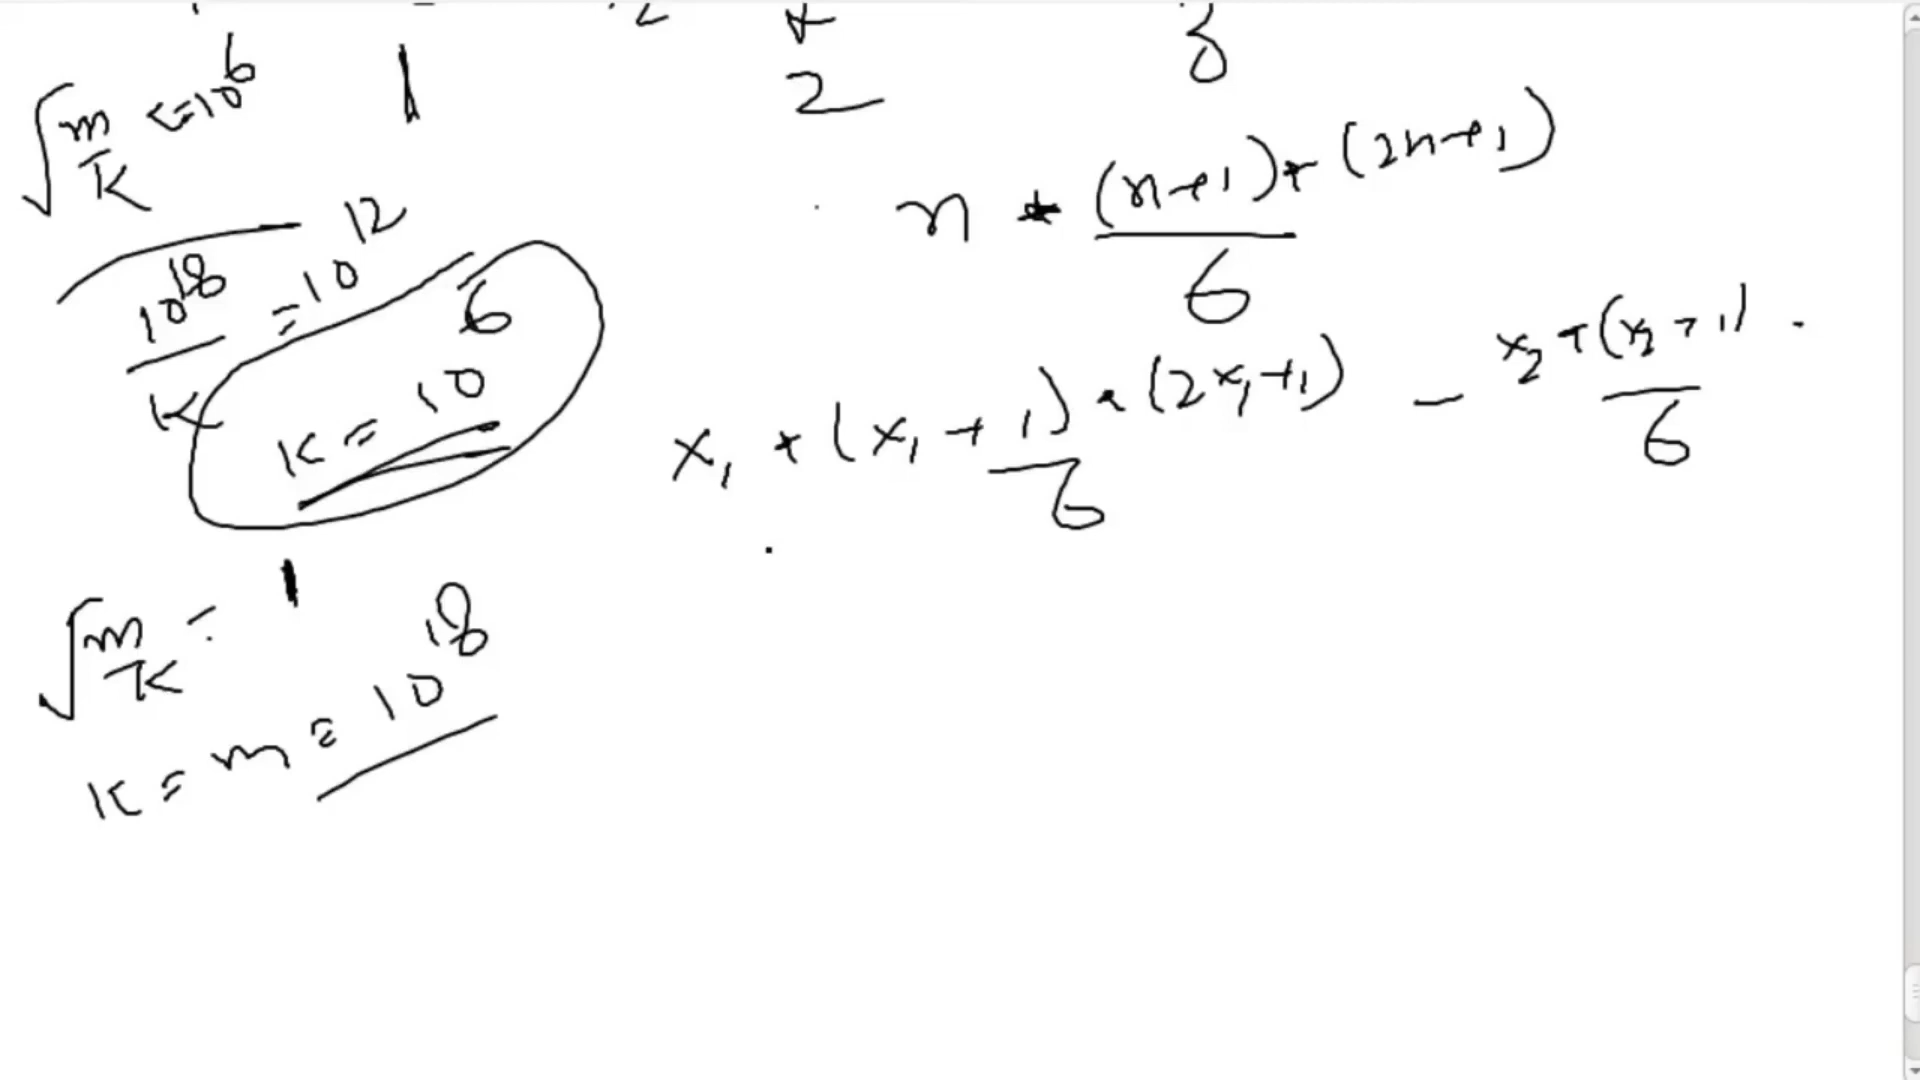 2
1
2
8
√m/K <= 10^6
n * (n+1) * (2n+1) / 6
10^18 / K = 10^12
K = 10^6
x₁ * (x₁ + 1) * (2x₁+1) / 6 - x₂ * (x₂ + 1) / 6
√m/K = 1
K = m = 10^18